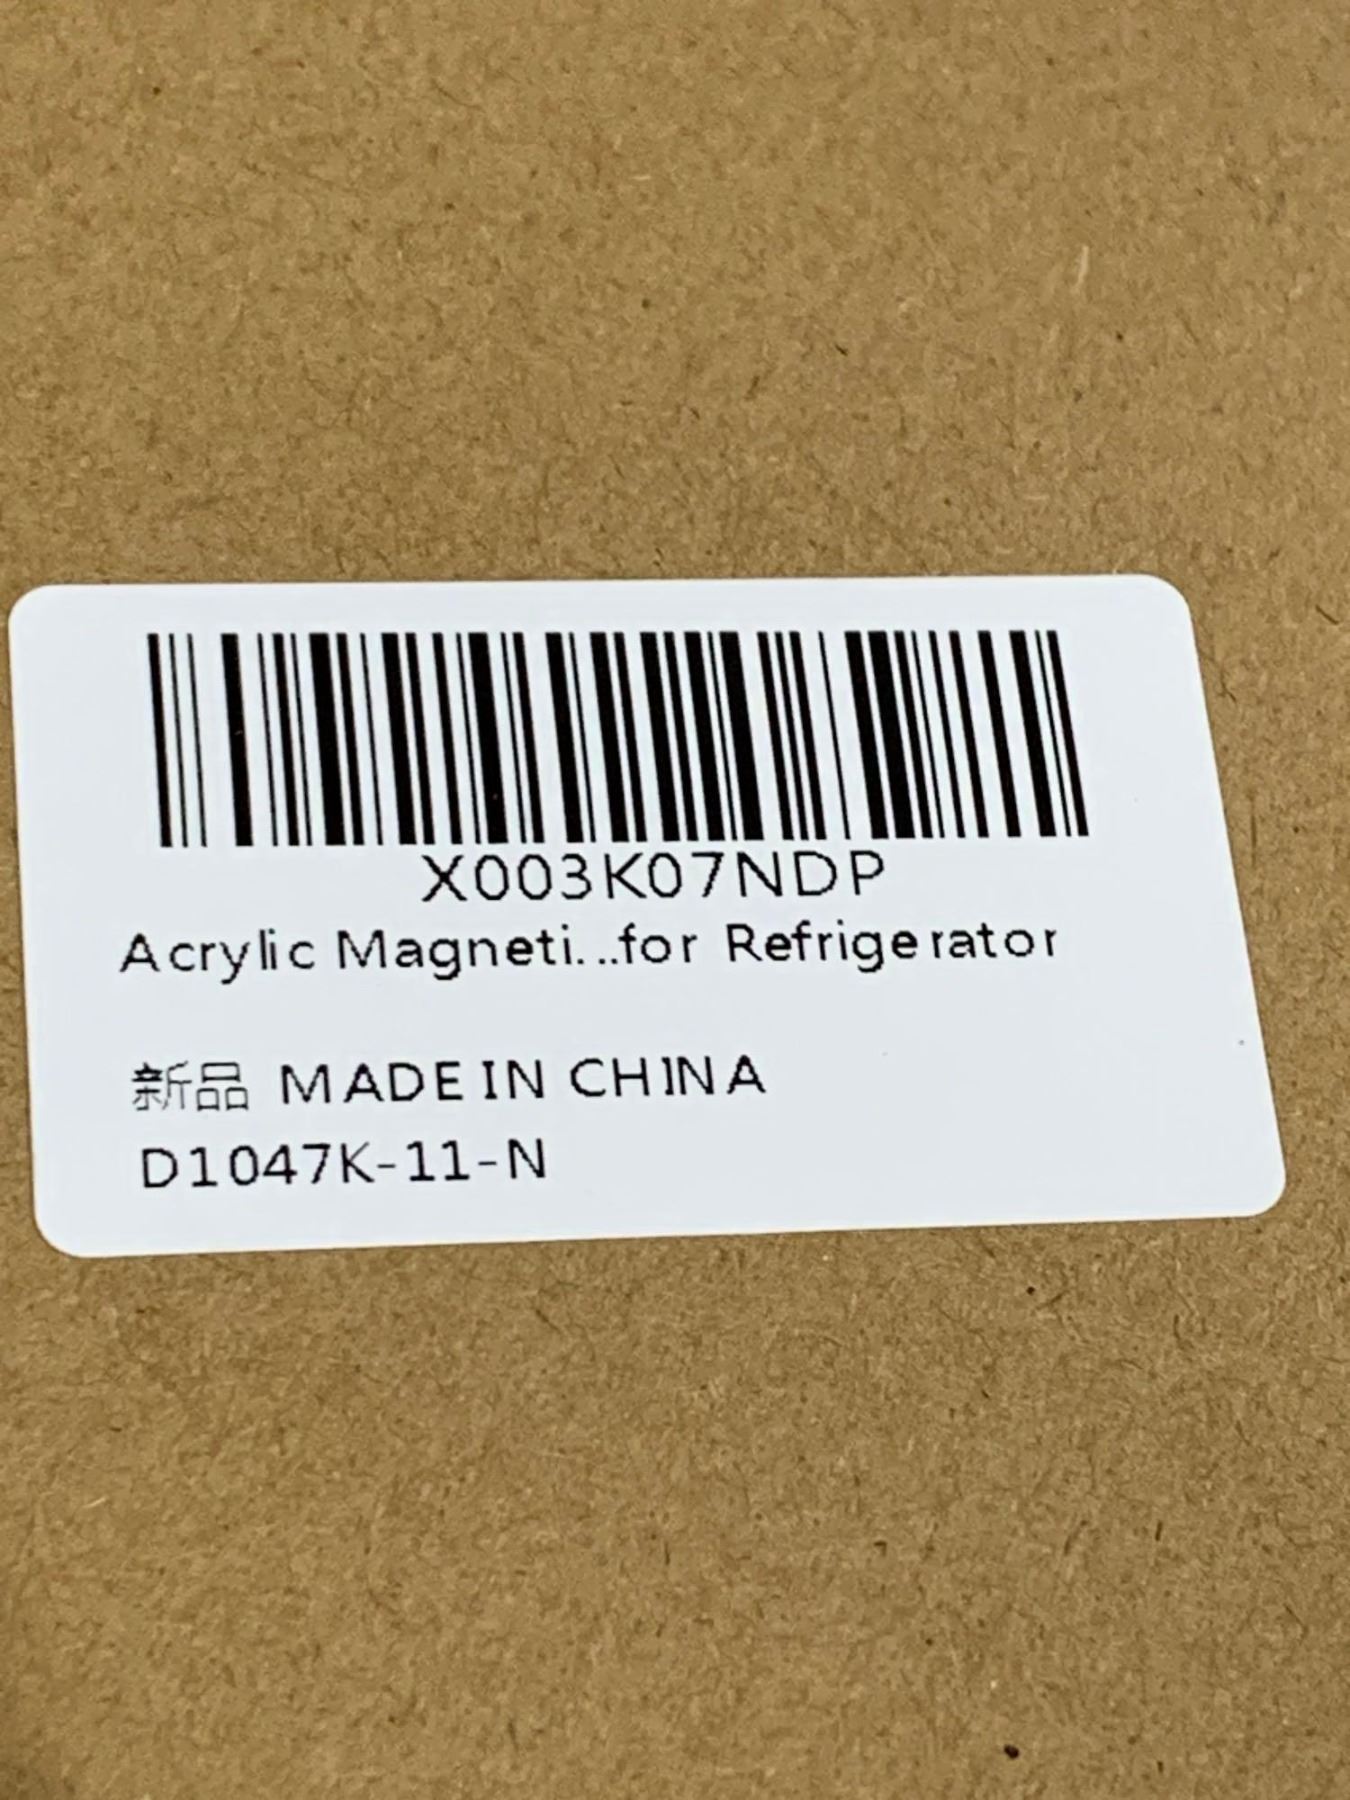 X003K07NDP
Acrylic Magneti...for Refrigerator
新品 MADE IN CHINA
D1047K-11-N